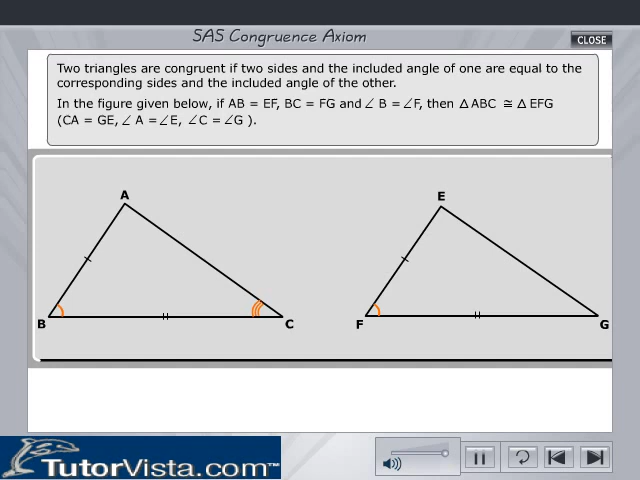 SAS Congruence Axiom
CLOSE
Two triangles are congruent if two sides and the included angle of one are equal to the
corresponding sides and the included angle of the other.
In the figure given below, if AB = EF, BC = FG and ∠ B = ∠F, then Δ ABC ≅ Δ EFG
(CA = GE, ∠ A = ∠E, ∠C = ∠G ).
A
E
B
C
F
G
TutorVista.com™